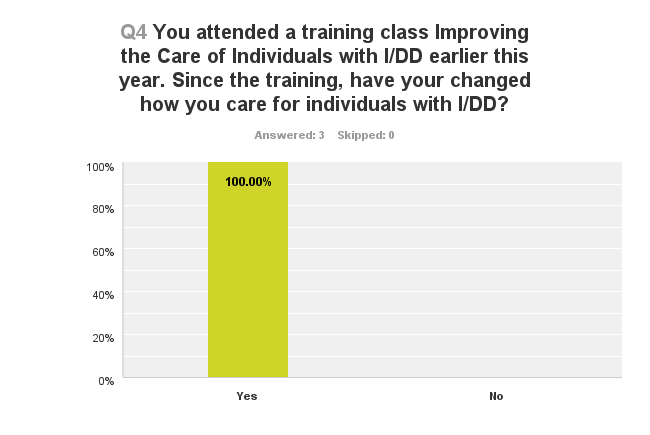 Q4 You attended a training class Improving
the Care of Individuals with I/DD earlier this
year. Since the training, have your changed
how you care for individuals with I/DD?
Answered: 3 Skipped: 0
100%
100.00%
80%
60%
40%
20%
0%
Yes No